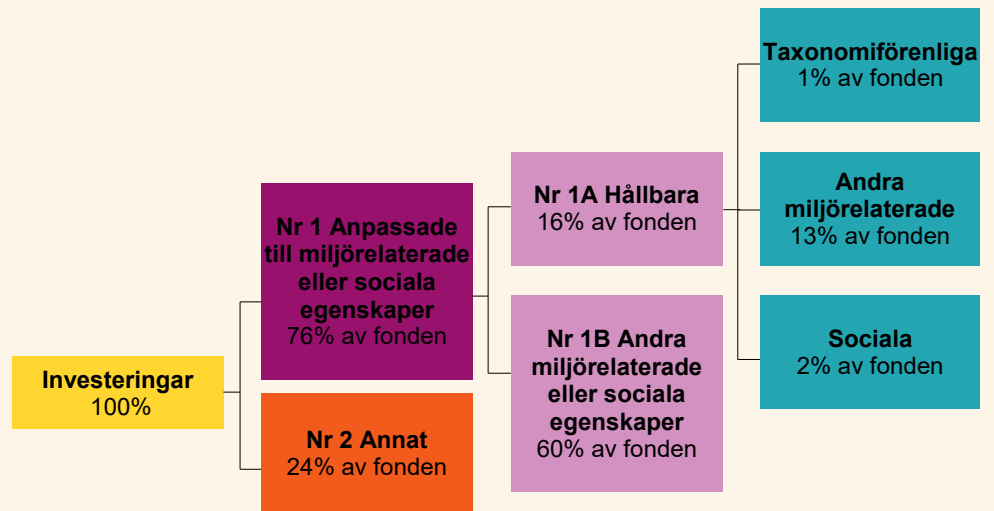 Investeringar
100%
Nr 1 Anpassade
till miljörelaterade
eller sociala
egenskaper
76% av fonden
Nr 2 Annat
24% av fonden
Nr 1A Hållbara
16% av fonden
Nr 1B Andra
miljörelaterade
eller sociala
egenskaper
60% av fonden
Taxonomiförenliga
1% av fonden
Andra
miljörelaterade
13% av fonden
Sociala
2% av fonden